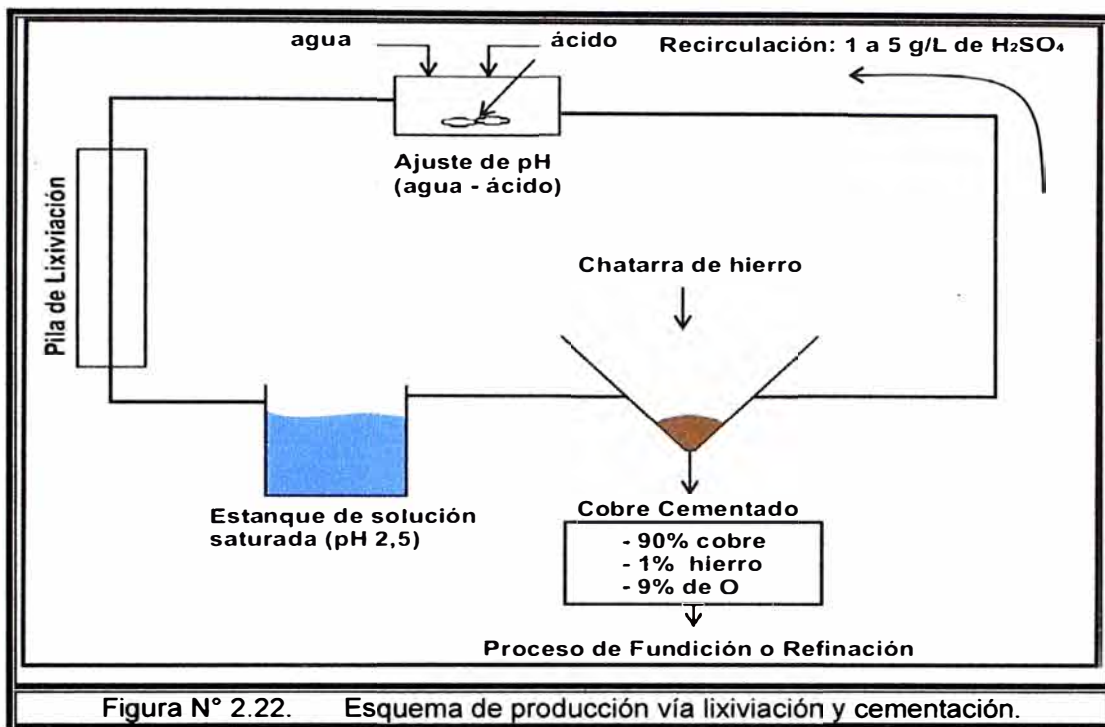 agua ácido Recirculación: 1 a 5 g/L de H₂SO₄
Ajuste de pH
(agua - ácido)
Pila de Lixiviación
Chatarra de hierro
Estanque de solución
saturada (pH 2,5)
Cobre Cementado
- 90% cobre
- 1% hierro
- 9% de O
Proceso de Fundición o Refinación
Figura N° 2.22. Esquema de producción vía lixiviación y cementación.